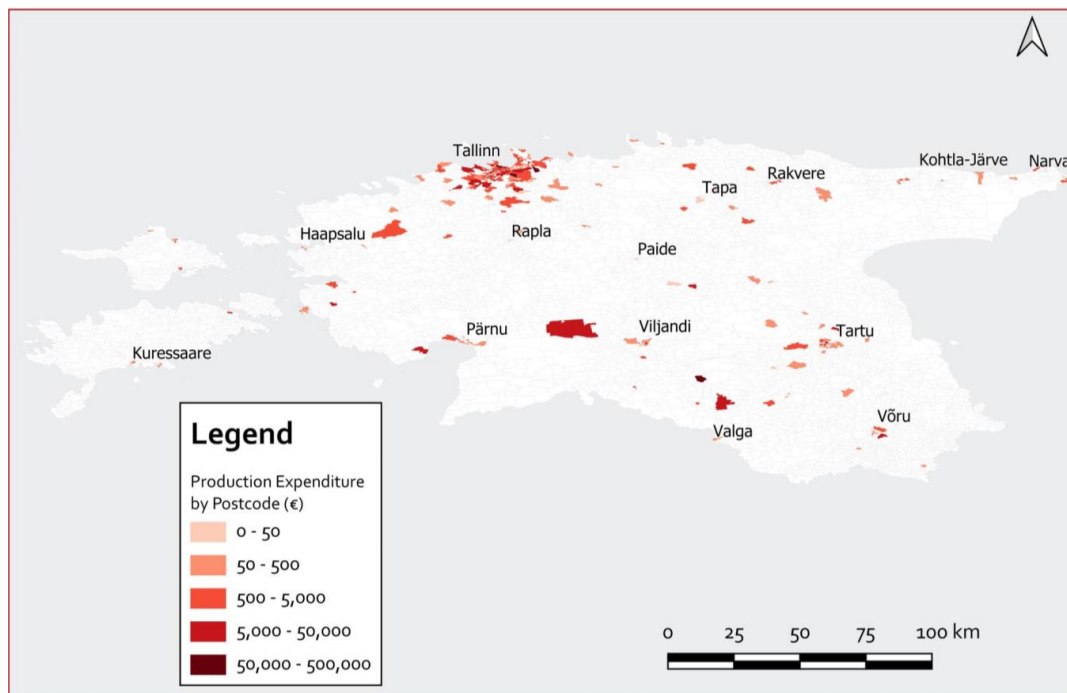 Tallinn
Kohtla-Järve
Narva
Rakvere
Tapa
Haapsalu
Rapla
Paide
Pärnu
Viljandi
Tartu
Kuressaare
Võru
Valga
Legend
Production Expenditure
by Postcode (€)
0 - 50
50 - 500
500 - 5,000
5,000 - 50,000
50,000 - 500,000
0 25 50 75 100 km